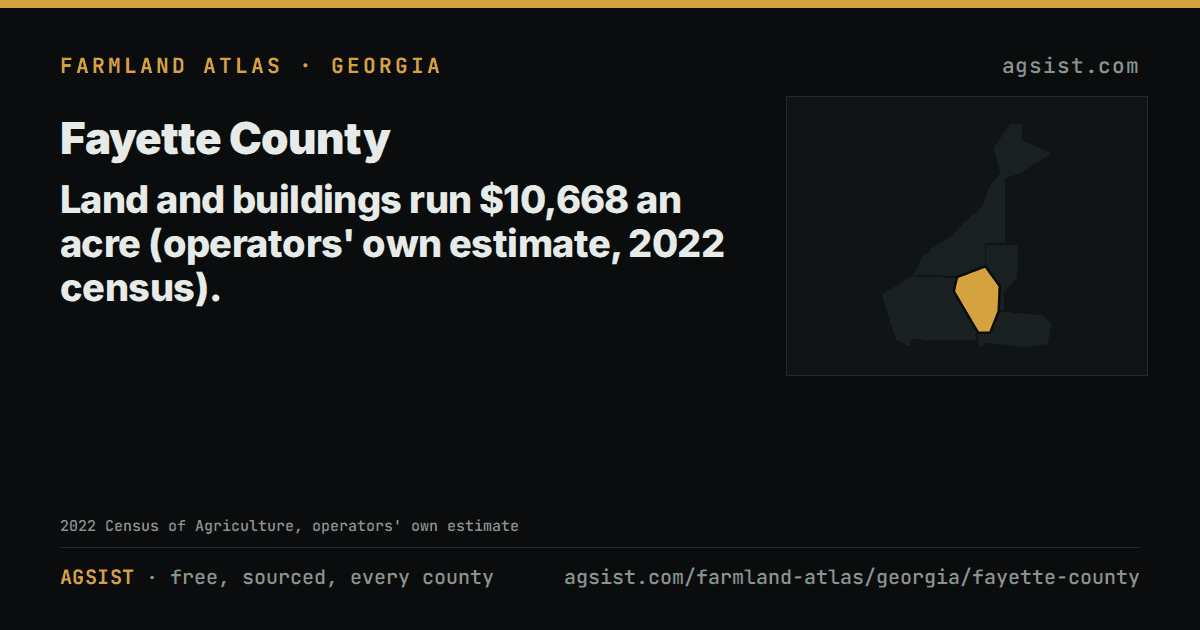 FARMLAND ATLAS · GEORGIA
agsist.com
Fayette County
Land and buildings run $10,668 an
acre (operators' own estimate, 2022
census).
2022 Census of Agriculture, operators' own estimate
AGSIST · free, sourced, every county
agsist.com/farmland-atlas/georgia/fayette-county